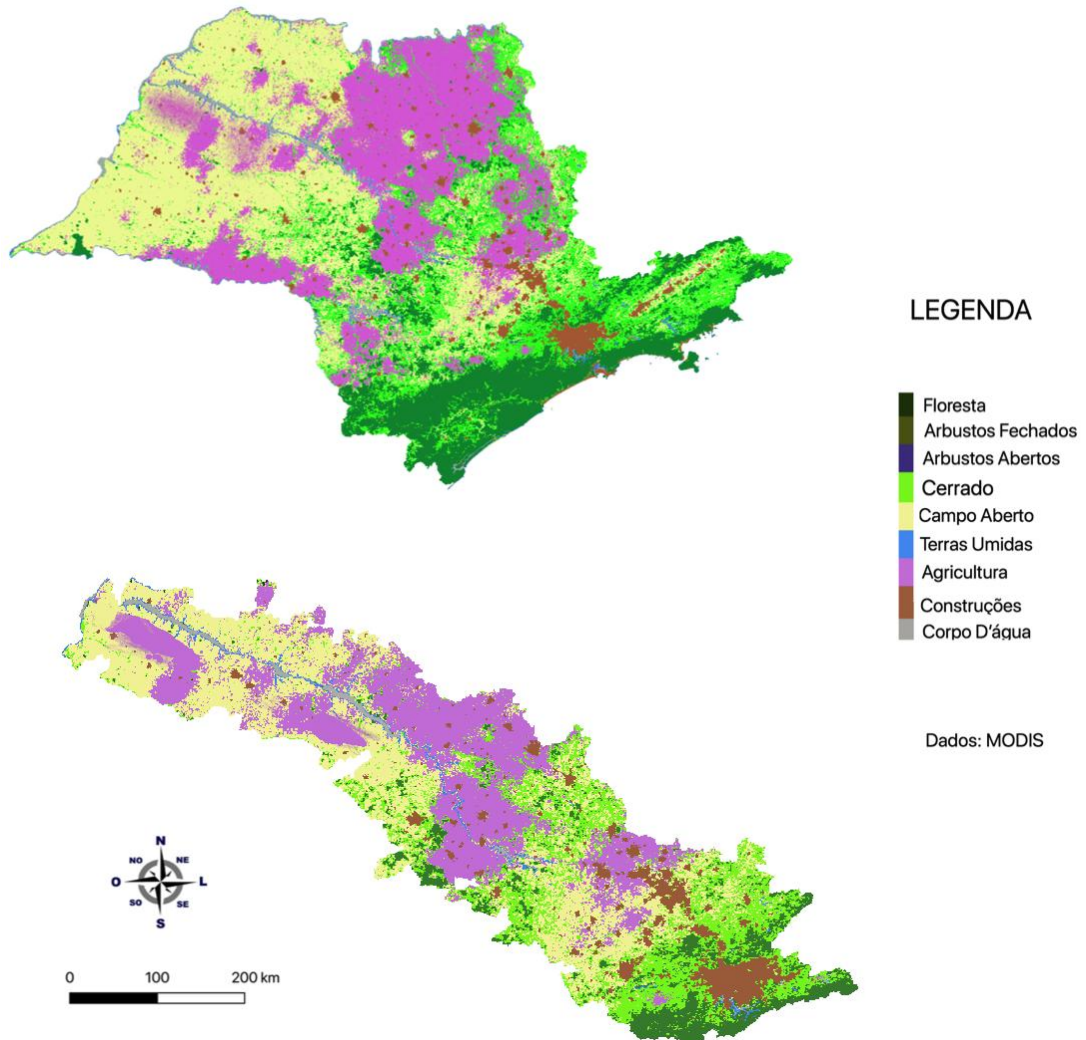 LEGENDA
Floresta
Arbustos Fechados
Arbustos Abertos
Cerrado
Campo Aberto
Terras Umidas
Agricultura
Construções
Corpo D'água
Dados: MODIS
N
NO NE
O L
SO SE
S
0 100 200 km